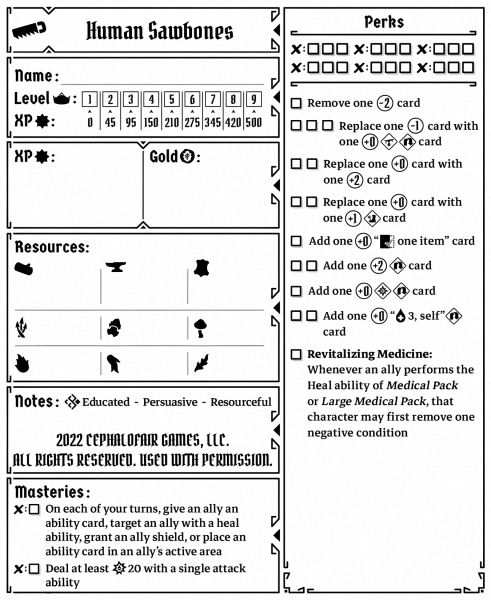 Human Sawbones
Name:
Level : 1 2 3 4 5 6 7 8 9
XP : 0 45 95 150 210 275 345 420 500
XP :
Gold :
Resources:
Notes: Educated - Persuasive - Resourceful
2022 CEPHALOFAIR GAMES, LLC.
ALL RIGHTS RESERVED. USED WITH PERMISSION.
Masteries:
On each of your turns, give an ally an
ability card, target an ally with a heal
ability, grant an ally shield, or place an
ability card in an ally's active area
Deal at least 20 with a single attack
ability
Perks
Remove one -2 card
Replace one -1 card with
one +0 card
Replace one +0 card with
one +2 card
Replace one +0 card with
one +1 card
Add one +0 " one item" card
Add one +2 card
Add one +0 card
Add one +0 " 3, self" 
card
Revitalizing Medicine:
Whenever an ally performs the
Heal ability of Medical Pack
or Large Medical Pack, that
character may first remove one
negative condition